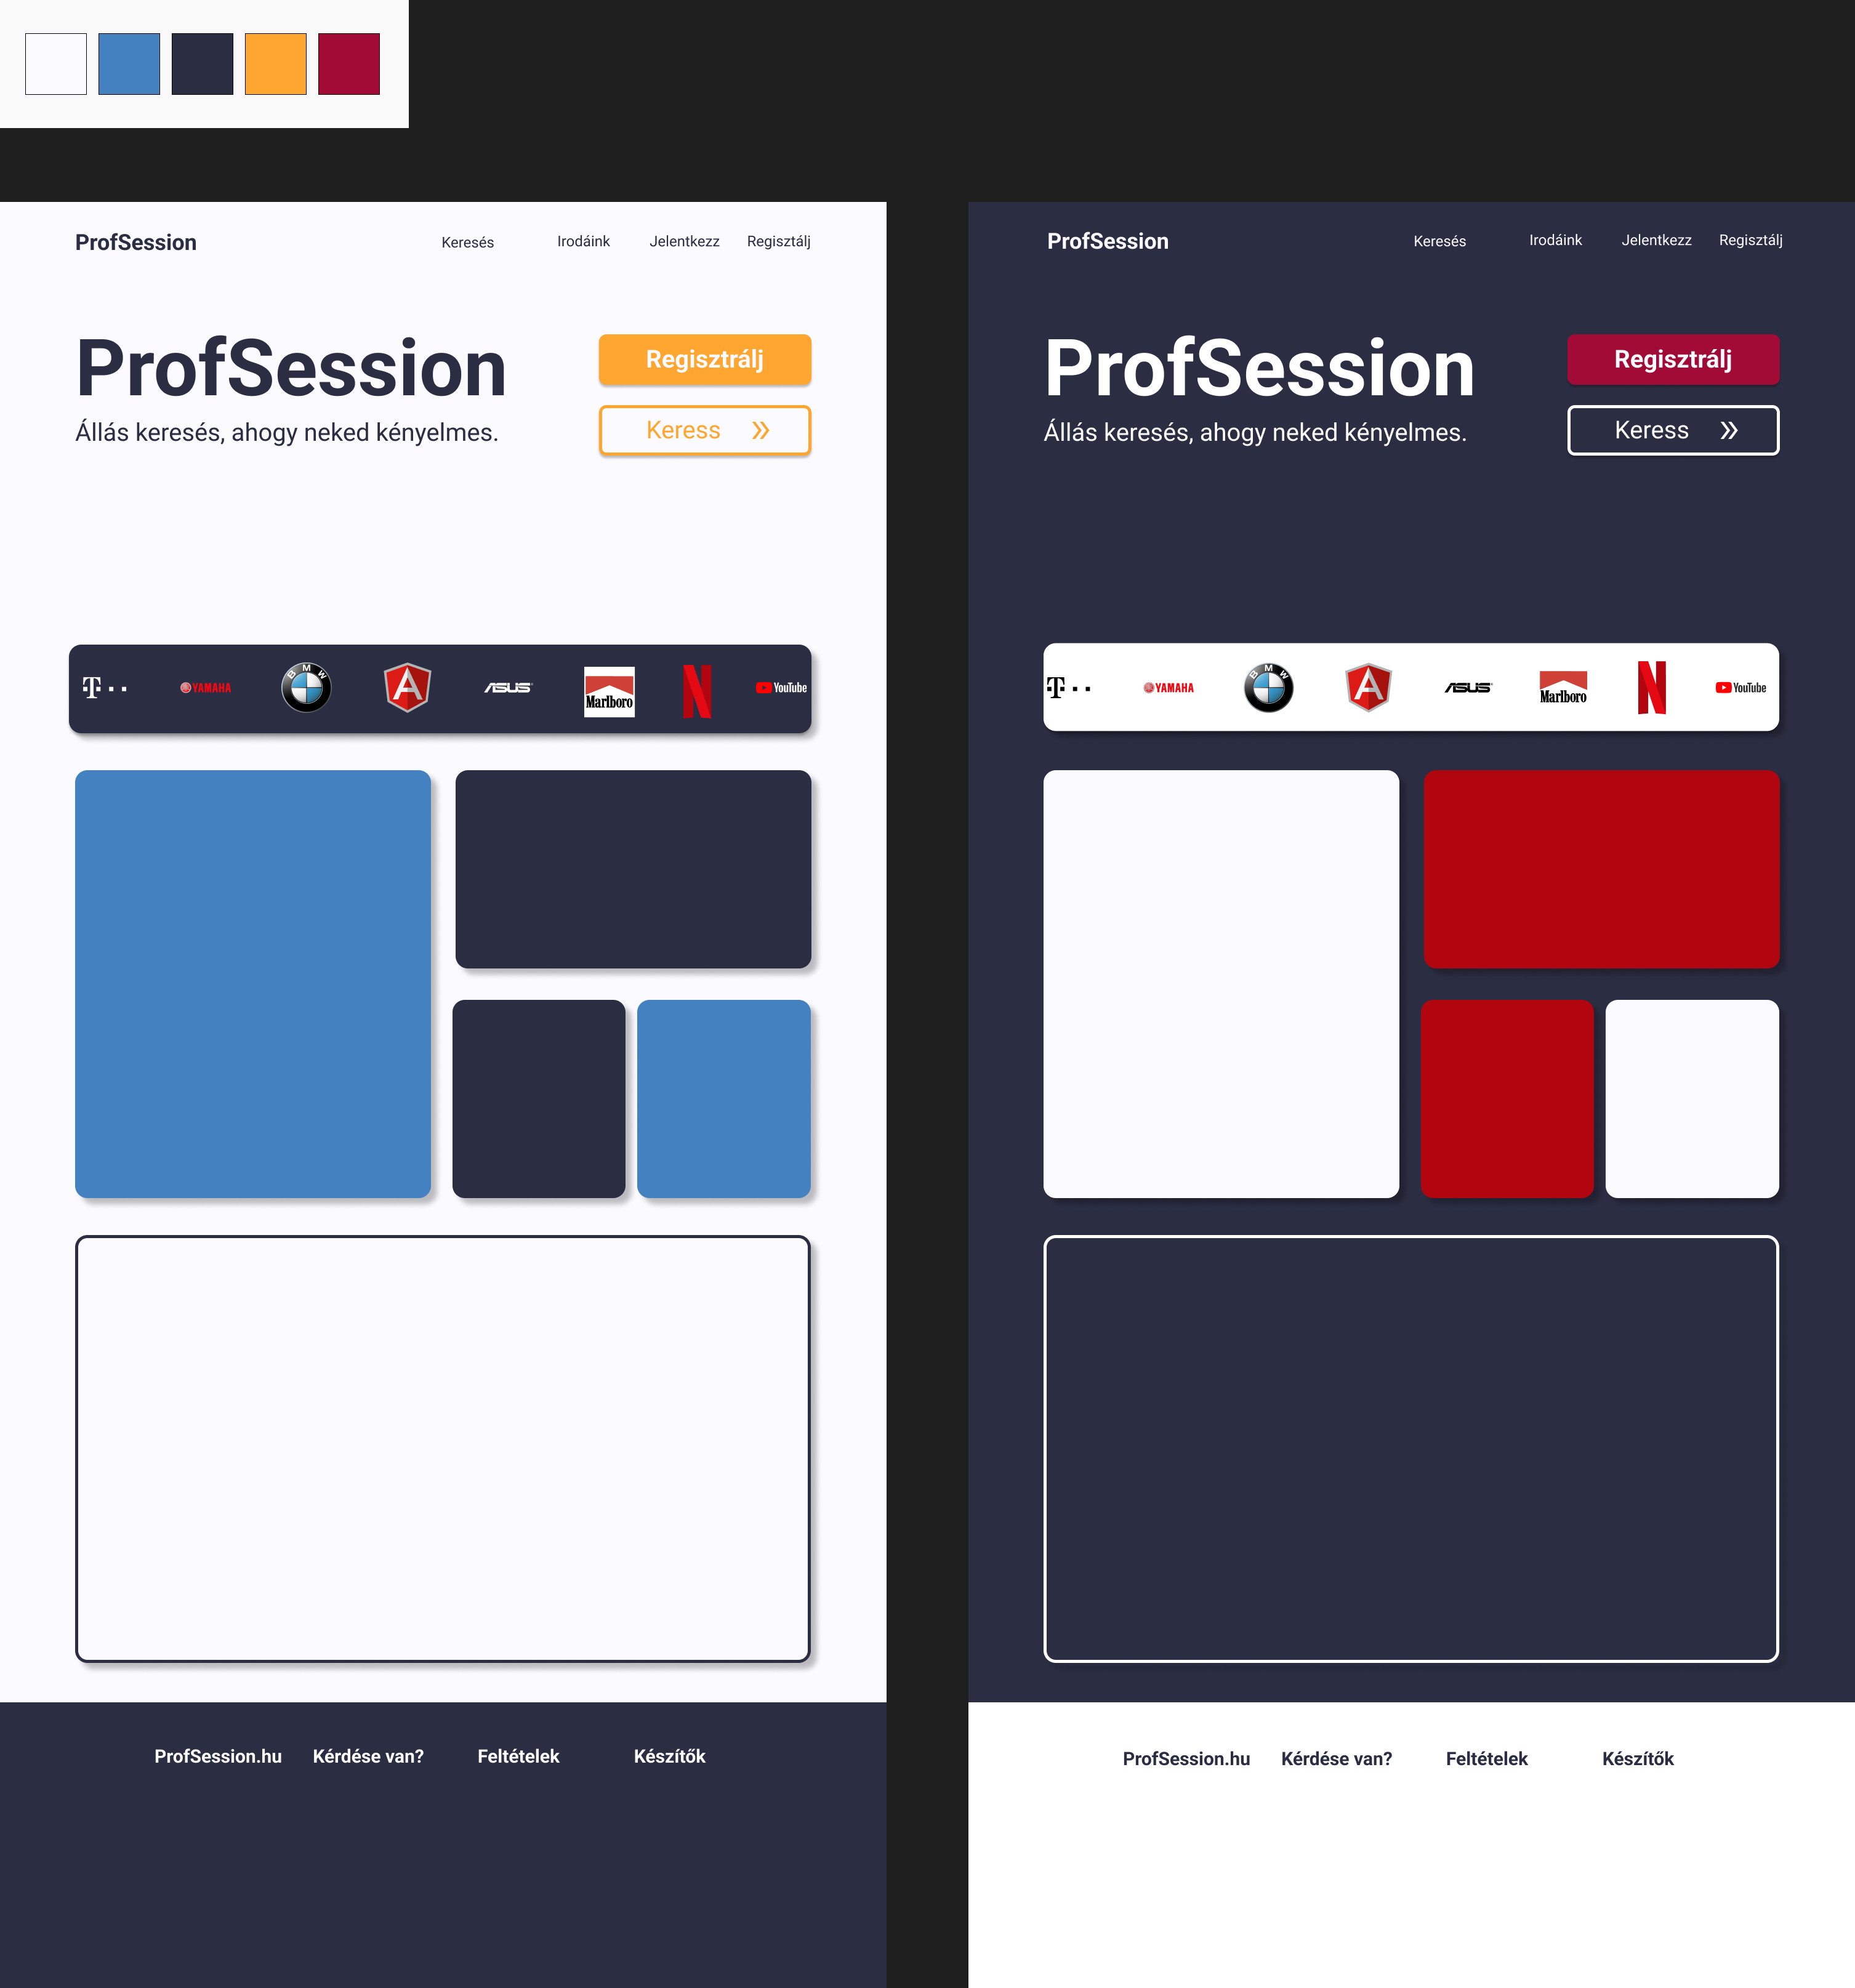 ProfSession
Keresés Irodáink Jelentkezz Regisztálj
ProfSession
Állás keresés, ahogy neked kényelmes.
Regisztrálj
Keress »
T
YAMAHA
BMW
A
ASUS
Marlboro
N
YouTube
ProfSession.hu Kérdése van? Feltételek Készítők
ProfSession
Keresés Irodáink Jelentkezz Regisztálj
ProfSession
Állás keresés, ahogy neked kényelmes.
Regisztrálj
Keress »
T
YAMAHA
BMW
A
ASUS
Marlboro
N
YouTube
ProfSession.hu Kérdése van? Feltételek Készítők